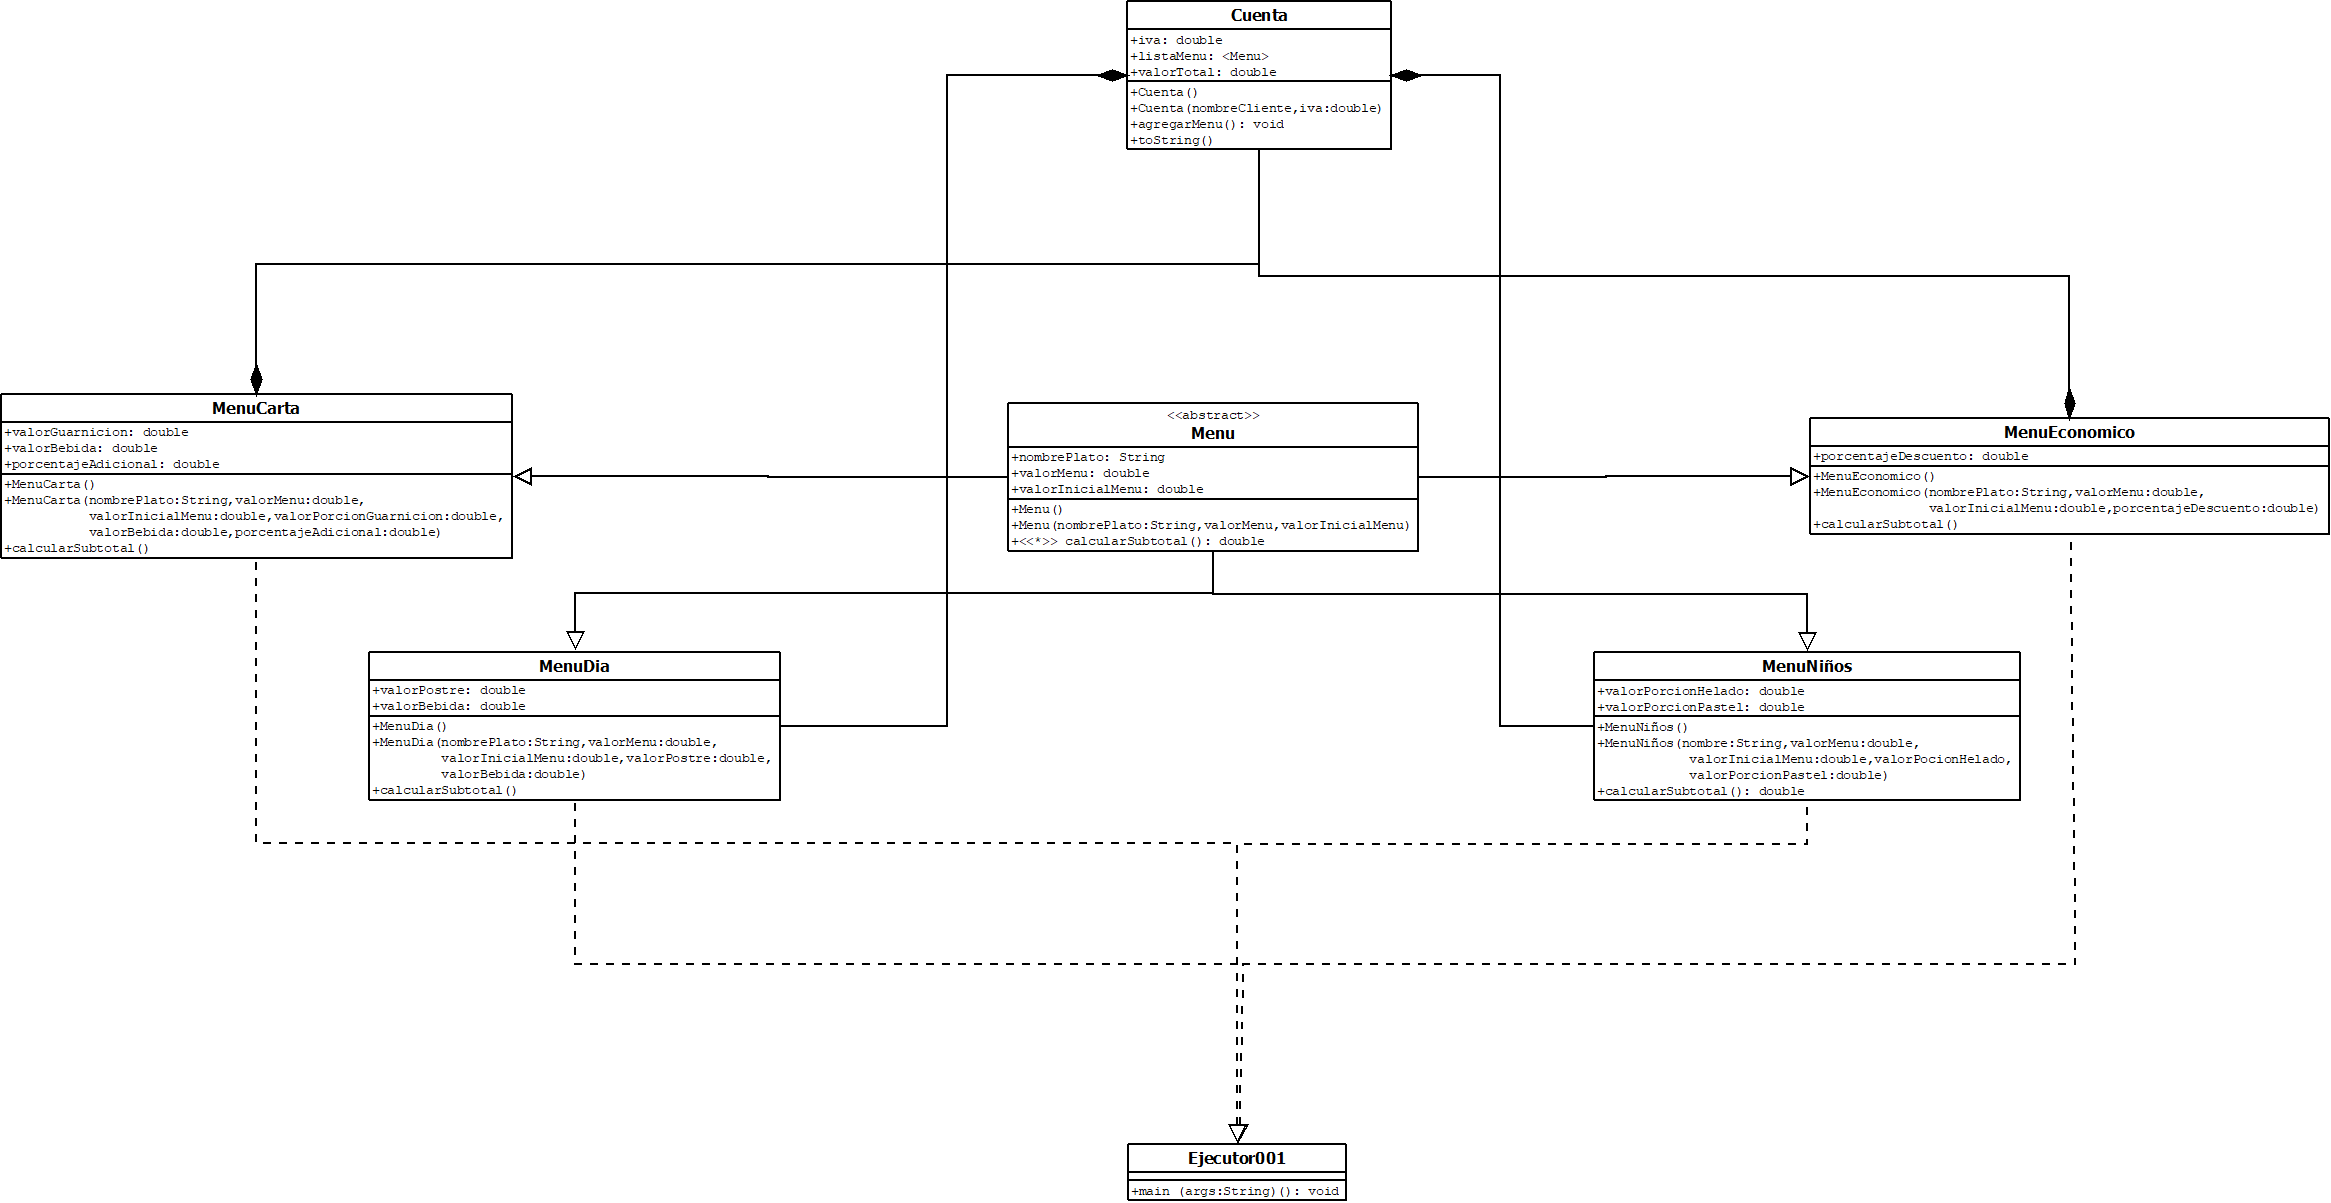 Cuenta
+iva: double
+listaMenu: <Menu>
+valorTotal: double
+Cuenta()
+Cuenta(nombreCliente,iva:double)
+agregarMenu(): void
+toString()
MenuCarta
+valorGuarnicion: double
+valorBebida: double
+porcentajeAdicional: double
+MenuCarta()
+MenuCarta(nombrePlato:String,valorMenu:double,
valorInicialMenu:double,valorPorcionGuarnicion:double,
valorBebida:double,porcentajeAdicional:double)
+calcularSubtotal()
<<abstract>>
Menu
+nombrePlato: String
+valorMenu: double
+valorInicialMenu: double
+Menu()
+Menu(nombrePlato:String,valorMenu,valorInicialMenu)
+<<*>> calcularSubtotal(): double
MenuEconomico
+porcentajeDescuento: double
+MenuEconomico()
+MenuEconomico(nombrePlato:String,valorMenu:double,
valorInicialMenu:double,porcentajeDescuento:double)
+calcularSubtotal()
MenuDia
+valorPostre: double
+valorBebida: double
+MenuDia()
+MenuDia(nombrePlato:String,valorMenu:double,
valorInicialMenu:double,valorPostre:double,
valorBebida:double)
+calcularSubtotal()
MenuNiños
+valorPorcionHelado: double
+valorPorcionPastel: double
+MenuNiños()
+MenuNiños(nombre:String,valorMenu:double,
valorInicialMenu:double,valorPocionHelado,
valorPorcionPastel:double)
+calcularSubtotal(): double
Ejecutor001
+main (args:String)(): void